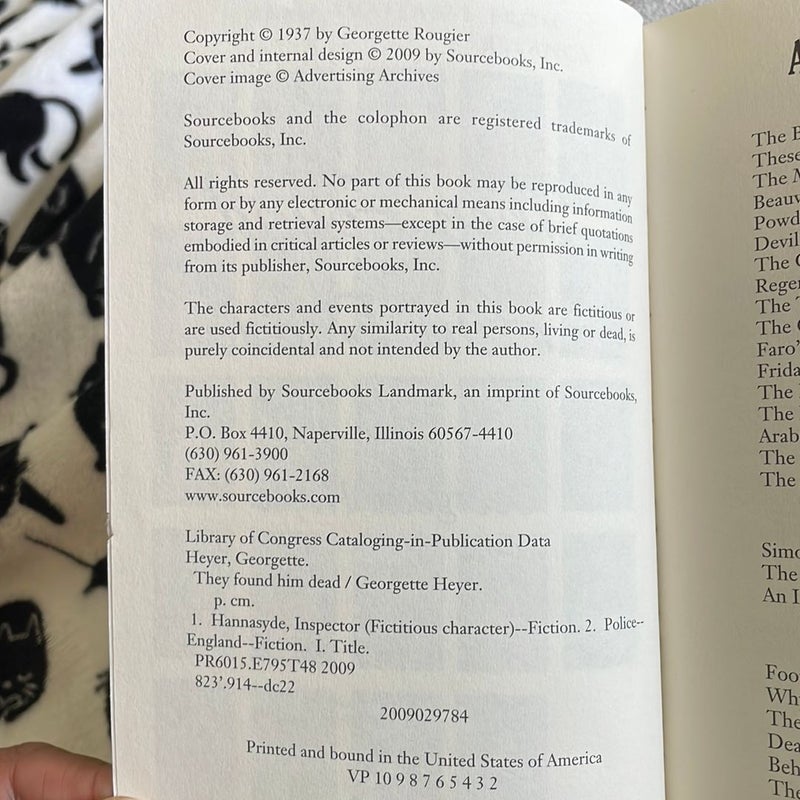 Copyright © 1937 by Georgette Rougier
Cover and internal design © 2009 by Sourcebooks, Inc.
Cover image © Advertising Archives
Sourcebooks and the colophon are registered trademarks of
Sourcebooks, Inc.
All rights reserved. No part of this book may be reproduced in any
form or by any electronic or mechanical means including information
storage and retrieval systems—except in the case of brief quotations
embodied in critical articles or reviews—without permission in writing
from its publisher, Sourcebooks, Inc.
The characters and events portrayed in this book are fictitious or
are used fictitiously. Any similarity to real persons, living or dead, is
purely coincidental and not intended by the author.
Published by Sourcebooks Landmark, an imprint of Sourcebooks,
Inc.
P.O. Box 4410, Naperville, Illinois 60567-4410
(630) 961-3900
FAX: (630) 961-2168
www.sourcebooks.com
Library of Congress Cataloging-in-Publication Data
Heyer, Georgette.
They found him dead / Georgette Heyer.
p. cm.
1. Hannasyde, Inspector (Fictitious character)--Fiction. 2. Police--
England--Fiction. I. Title.
PR6015.E795T48 2009
823'.914--dc22
2009029784
Printed and bound in the United States of America
VP 10 9 8 7 6 5 4 3 2
The
These
The
Beauv
Powd
Devil
The
Reger
The
The
Faro'
Frida
The
The
Arab
The
The
Simo
The
An I
Foo
Wh
The
Dea
Beh
The